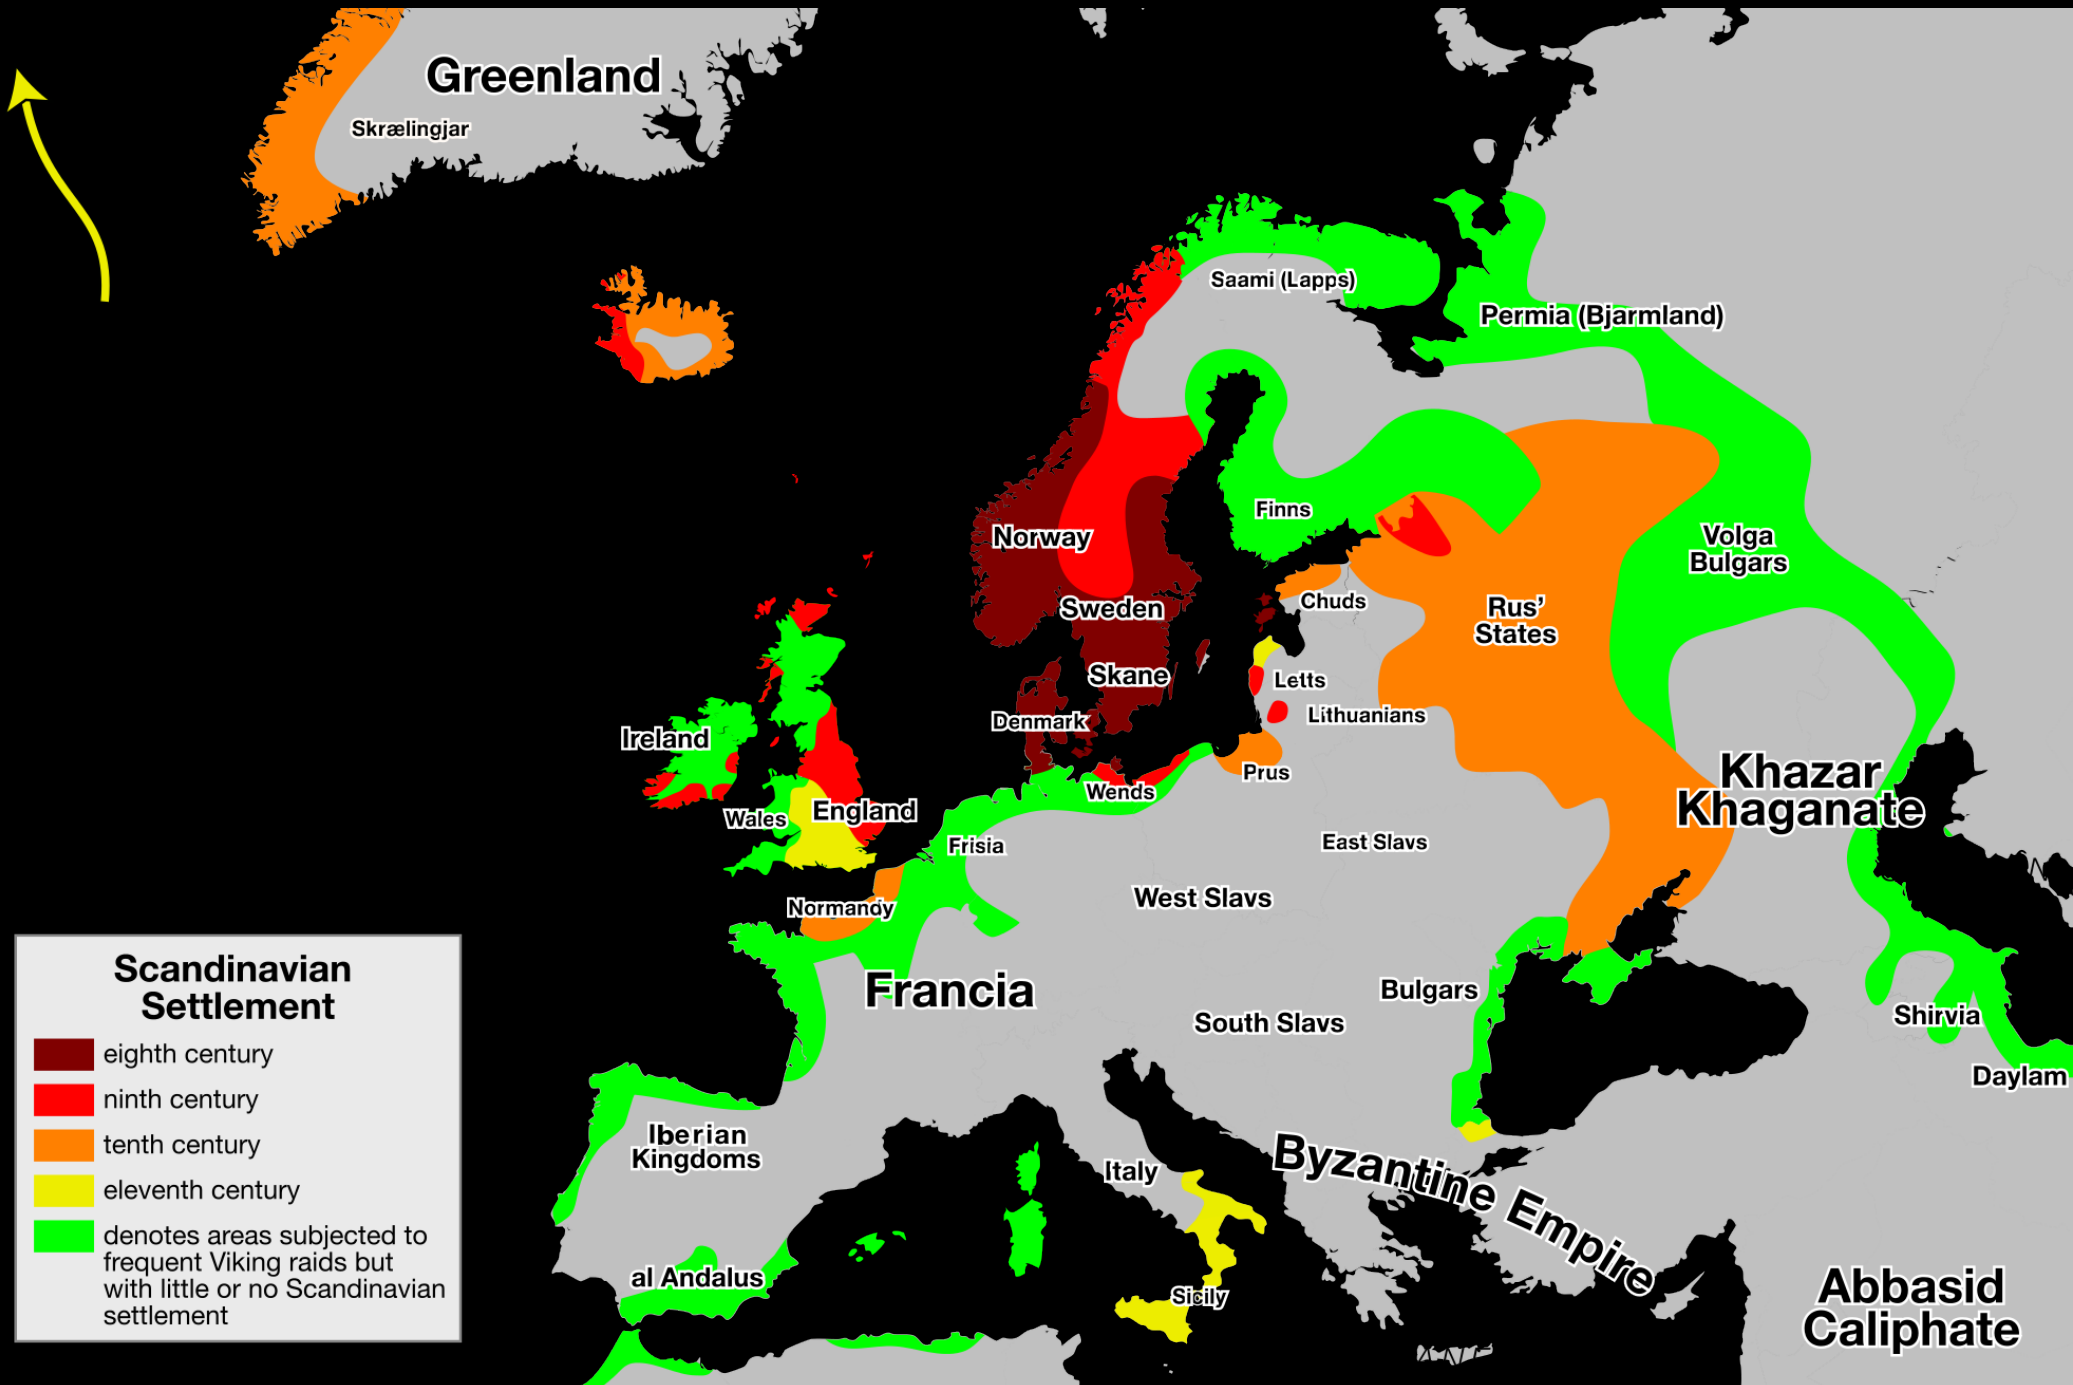 Greenland
Skrælingjar
Saami (Lapps)
Permia (Bjarmland)
Finns
Norway
Volga
Bulgars
Chuds
Rus’
States
Sweden
Skane
Letts
Lithuanians
Denmark
Ireland
Prus
Wends
Khazar
Khaganate
England
Wales
Frisia
East Slavs
West Slavs
Normandy
Francia
Bulgars
South Slavs
Shirvia
Daylam
Iberian
Kingdoms
Italy
Byzantine Empire
al Andalus
Sicily
Abbasid
Caliphate
Scandinavian
Settlement
eighth century
ninth century
tenth century
eleventh century
denotes areas subjected to
frequent Viking raids but
with little or no Scandinavian
settlement